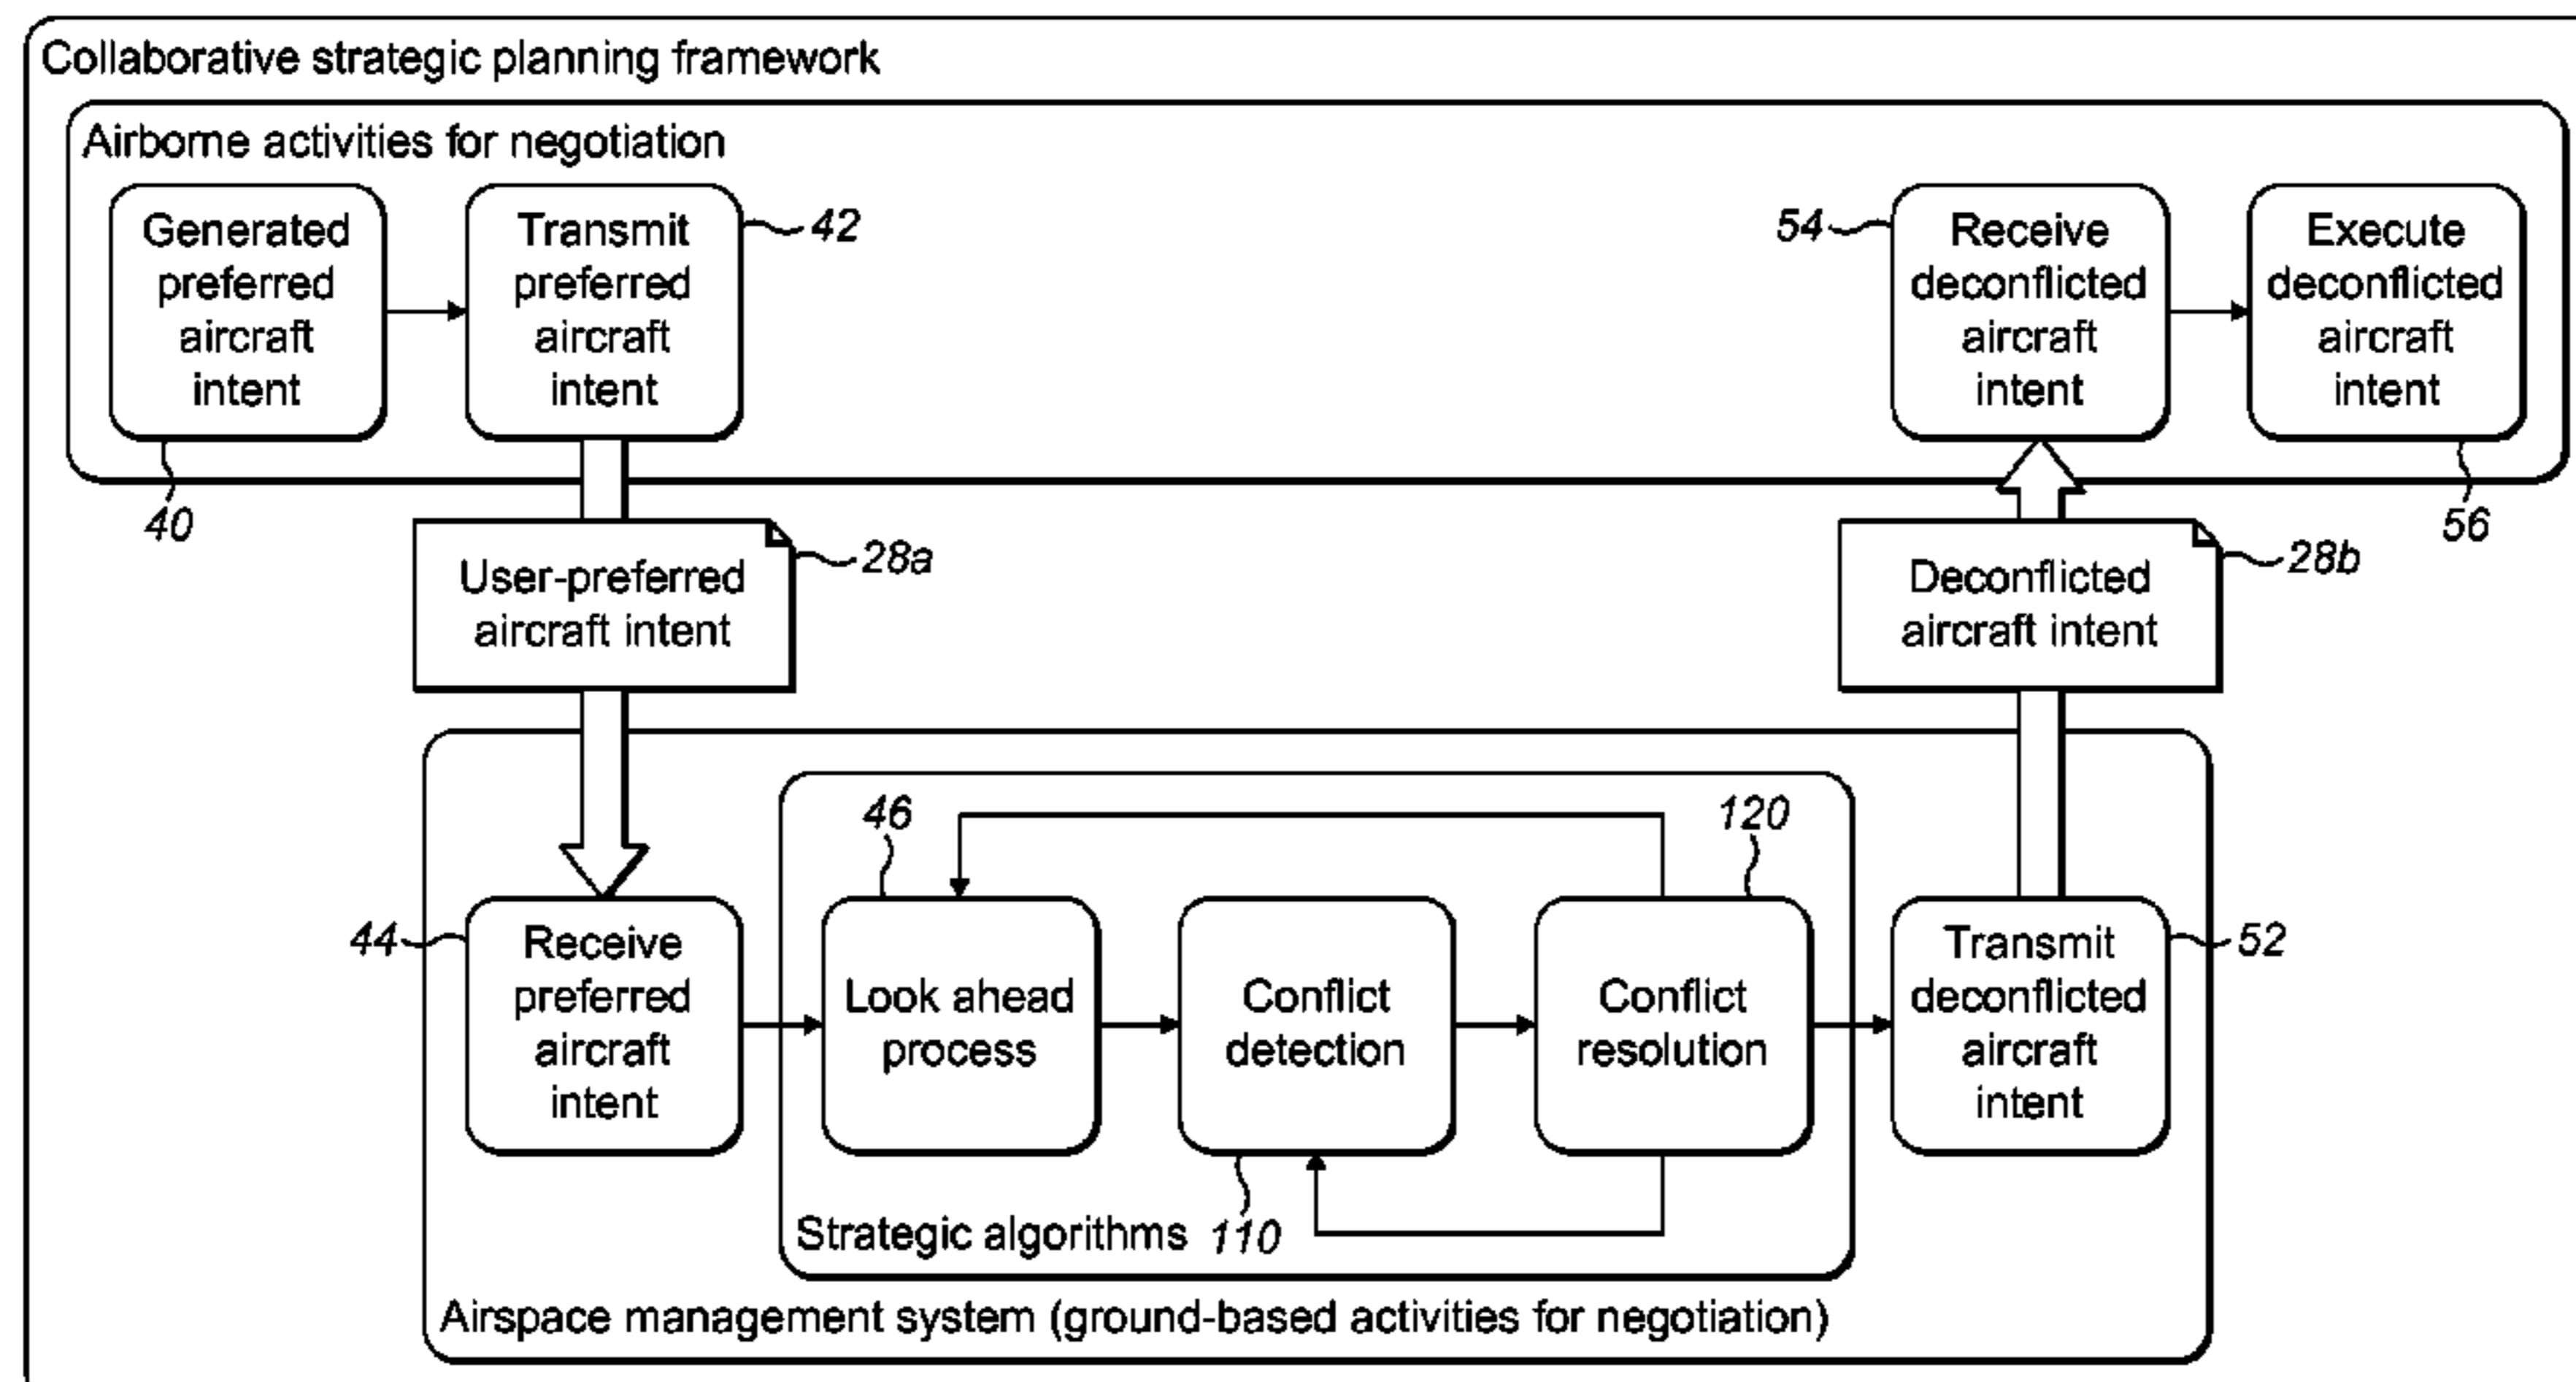 Collaborative strategic planning framework
Airborne activities for negotiation
Generated
preferred
aircraft
intent
40
Transmit
preferred
aircraft
intent
42
54
Receive
deconflicted
aircraft
intent
Execute
deconflicted
aircraft
intent
56
User-preferred
aircraft intent
28a
Deconflicted
aircraft intent
28b
44
Receive
preferred
aircraft
intent
46
Look ahead
process
Conflict
detection
110
120
Conflict
resolution
Strategic algorithms
Transmit
deconflicted
aircraft
intent
52
Airspace management system (ground-based activities for negotiation)